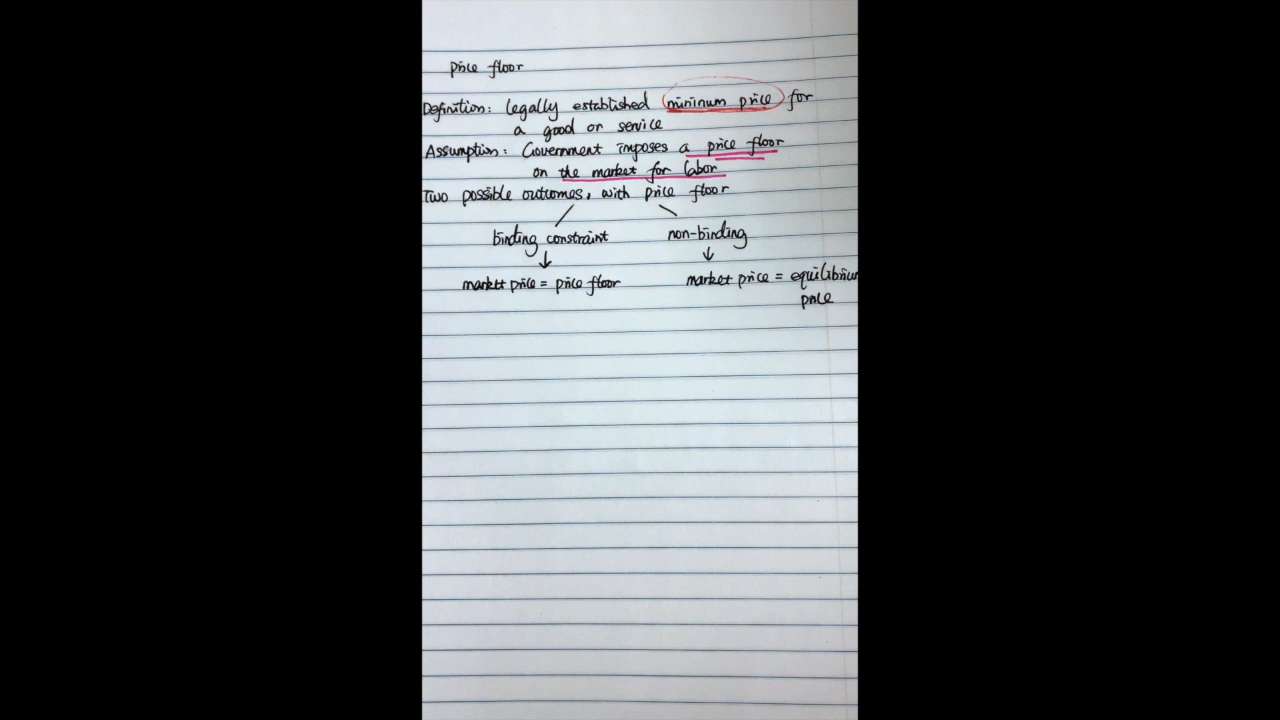 price floor
Definition: legally established mininum price for
a good or service
Assumption: Government imposes a price floor
on the market for labor
Two possible outcomes, with price floor
binding constraint non-binding
market price = price floor market price = equilibrium
price